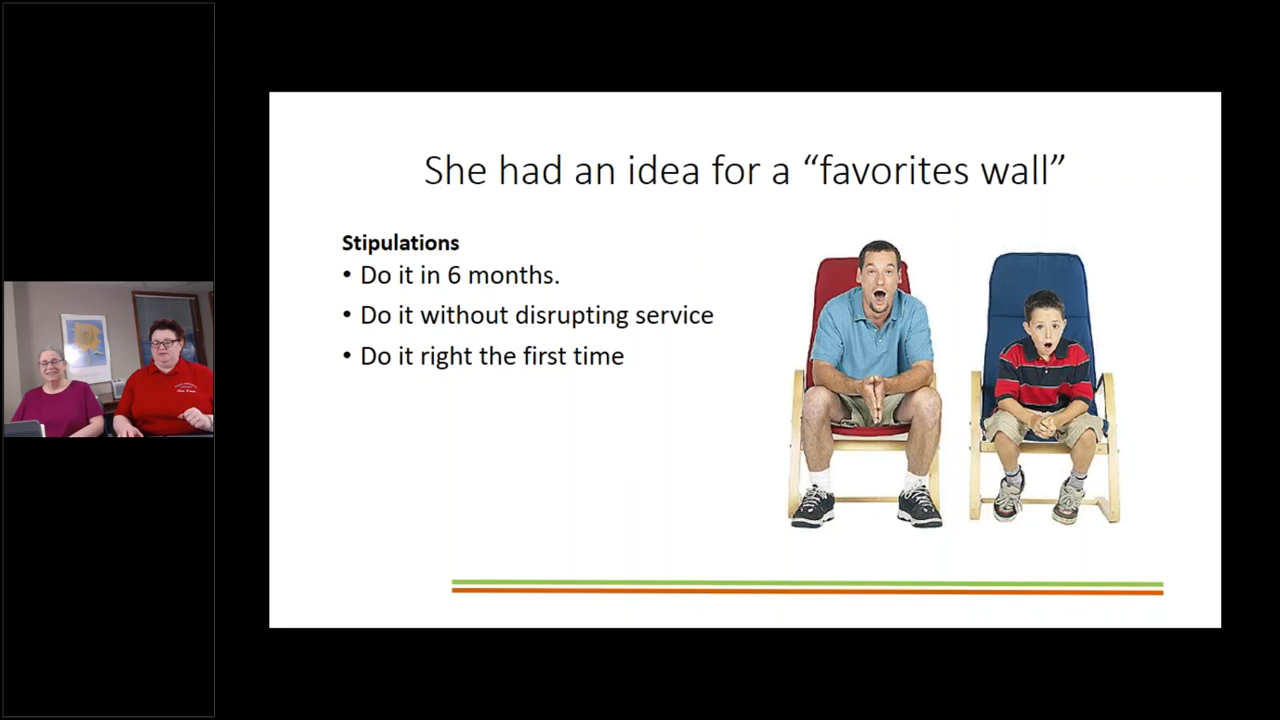 She had an idea for a “favorites wall”
Stipulations
• Do it in 6 months.
• Do it without disrupting service
• Do it right the first time